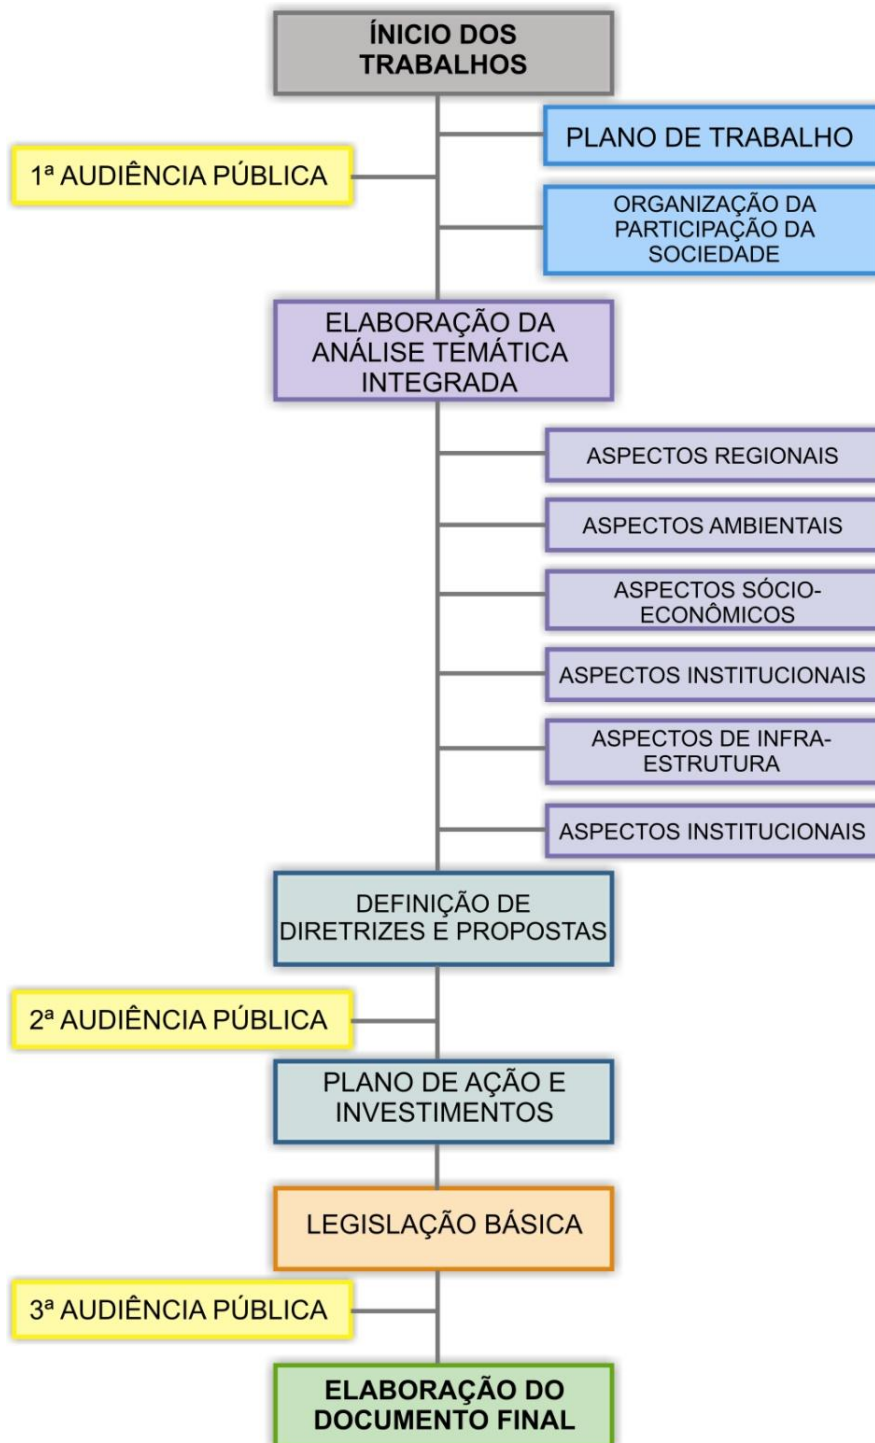 ÍNICIO DOS
TRABALHOS
PLANO DE TRABALHO
1ª AUDIÊNCIA PÚBLICA
ORGANIZAÇÃO DA
PARTICIPAÇÃO DA
SOCIEDADE
ELABORAÇÃO DA
ANÁLISE TEMÁTICA
INTEGRADA
ASPECTOS REGIONAIS
ASPECTOS AMBIENTAIS
ASPECTOS SÓCIO-
ECONÔMICOS
ASPECTOS INSTITUCIONAIS
ASPECTOS DE INFRA-
ESTRUTURA
ASPECTOS INSTITUCIONAIS
DEFINIÇÃO DE
DIRETRIZES E PROPOSTAS
2ª AUDIÊNCIA PÚBLICA
PLANO DE AÇÃO E
INVESTIMENTOS
LEGISLAÇÃO BÁSICA
3ª AUDIÊNCIA PÚBLICA
ELABORAÇÃO DO
DOCUMENTO FINAL